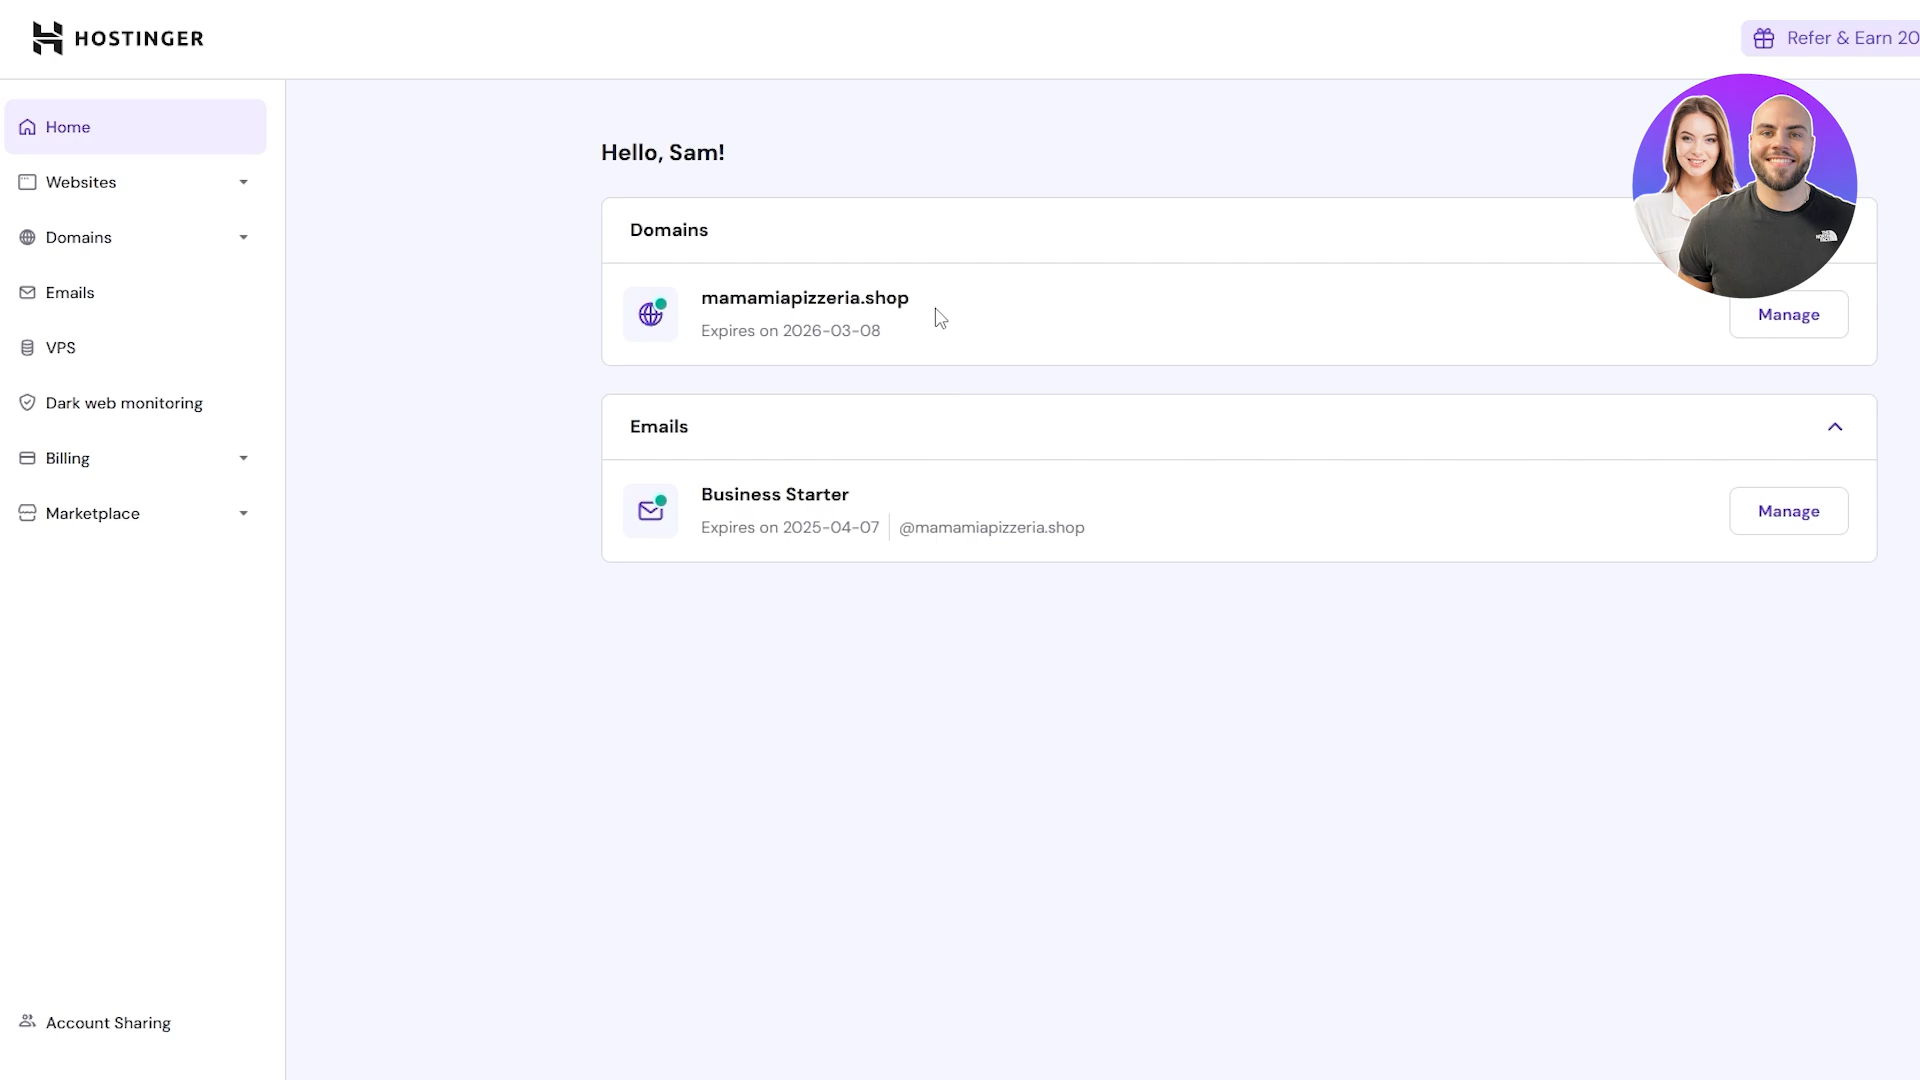 HOSTINGER
Refer & Earn 20
Home
Websites
Domains
Emails
VPS
Dark web monitoring
Billing
Marketplace
Account Sharing
Hello, Sam!
Domains
mamamiapizzeria.shop
Expires on 2026-03-08
Manage
Emails
Business Starter
Expires on 2025-04-07 @mamamiapizzeria.shop
Manage